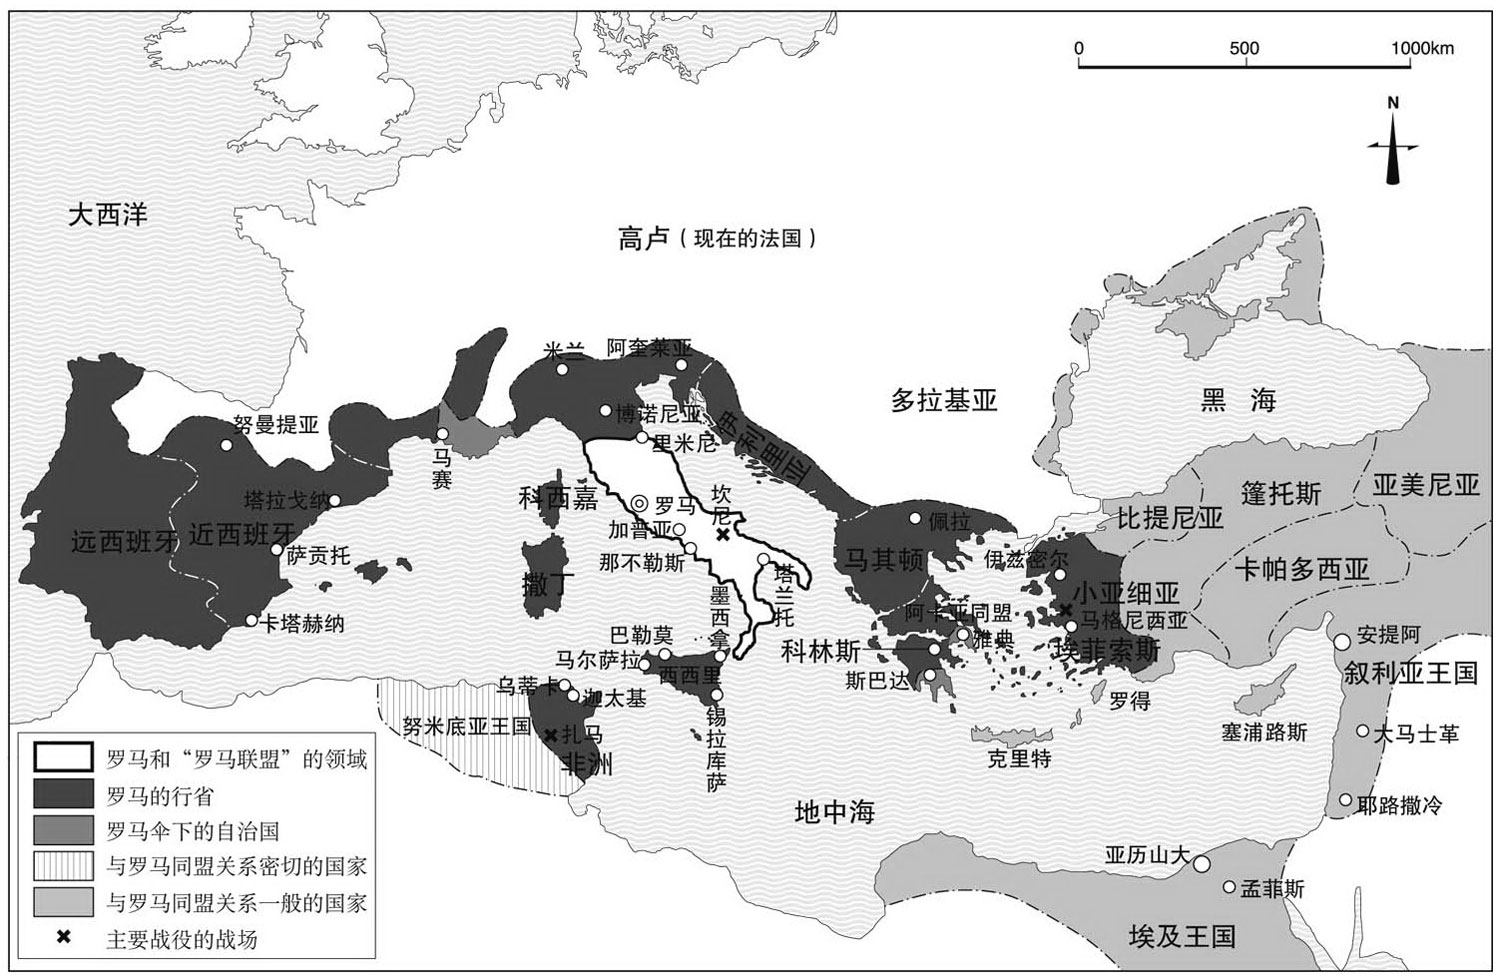 0 500 1000km
N
大西洋
高卢（现在的法国）
米兰
阿奎莱亚
多拉基亚
黑海
努曼提亚
博诺尼亚
伊利里亚
里米尼
马赛
亚美尼亚
篷托斯
塔拉戈纳
科西嘉
罗马
坎尼
比提尼亚
佩拉
加普亚
远西班牙
近西班牙
萨贡托
那不勒斯
马其顿
伊兹密尔
卡帕多西亚
撒丁
塔兰托
小亚细亚
墨西拿
阿卡亚同盟
马格尼西亚
卡塔赫纳
巴勒莫
雅典
科林斯
埃菲索斯
安提阿
马尔萨拉
西西里
斯巴达
叙利亚王国
乌蒂卡
迦太基
罗得
努米底亚王国
扎马
锡拉库萨
塞浦路斯
大马士革
非洲
克里特
地中海
耶路撒冷
亚历山大
孟菲斯
埃及王国
罗马和“罗马联盟”的领域
罗马的行省
罗马伞下的自治国
与罗马同盟关系密切的国家
与罗马同盟关系一般的国家
主要战役的战场